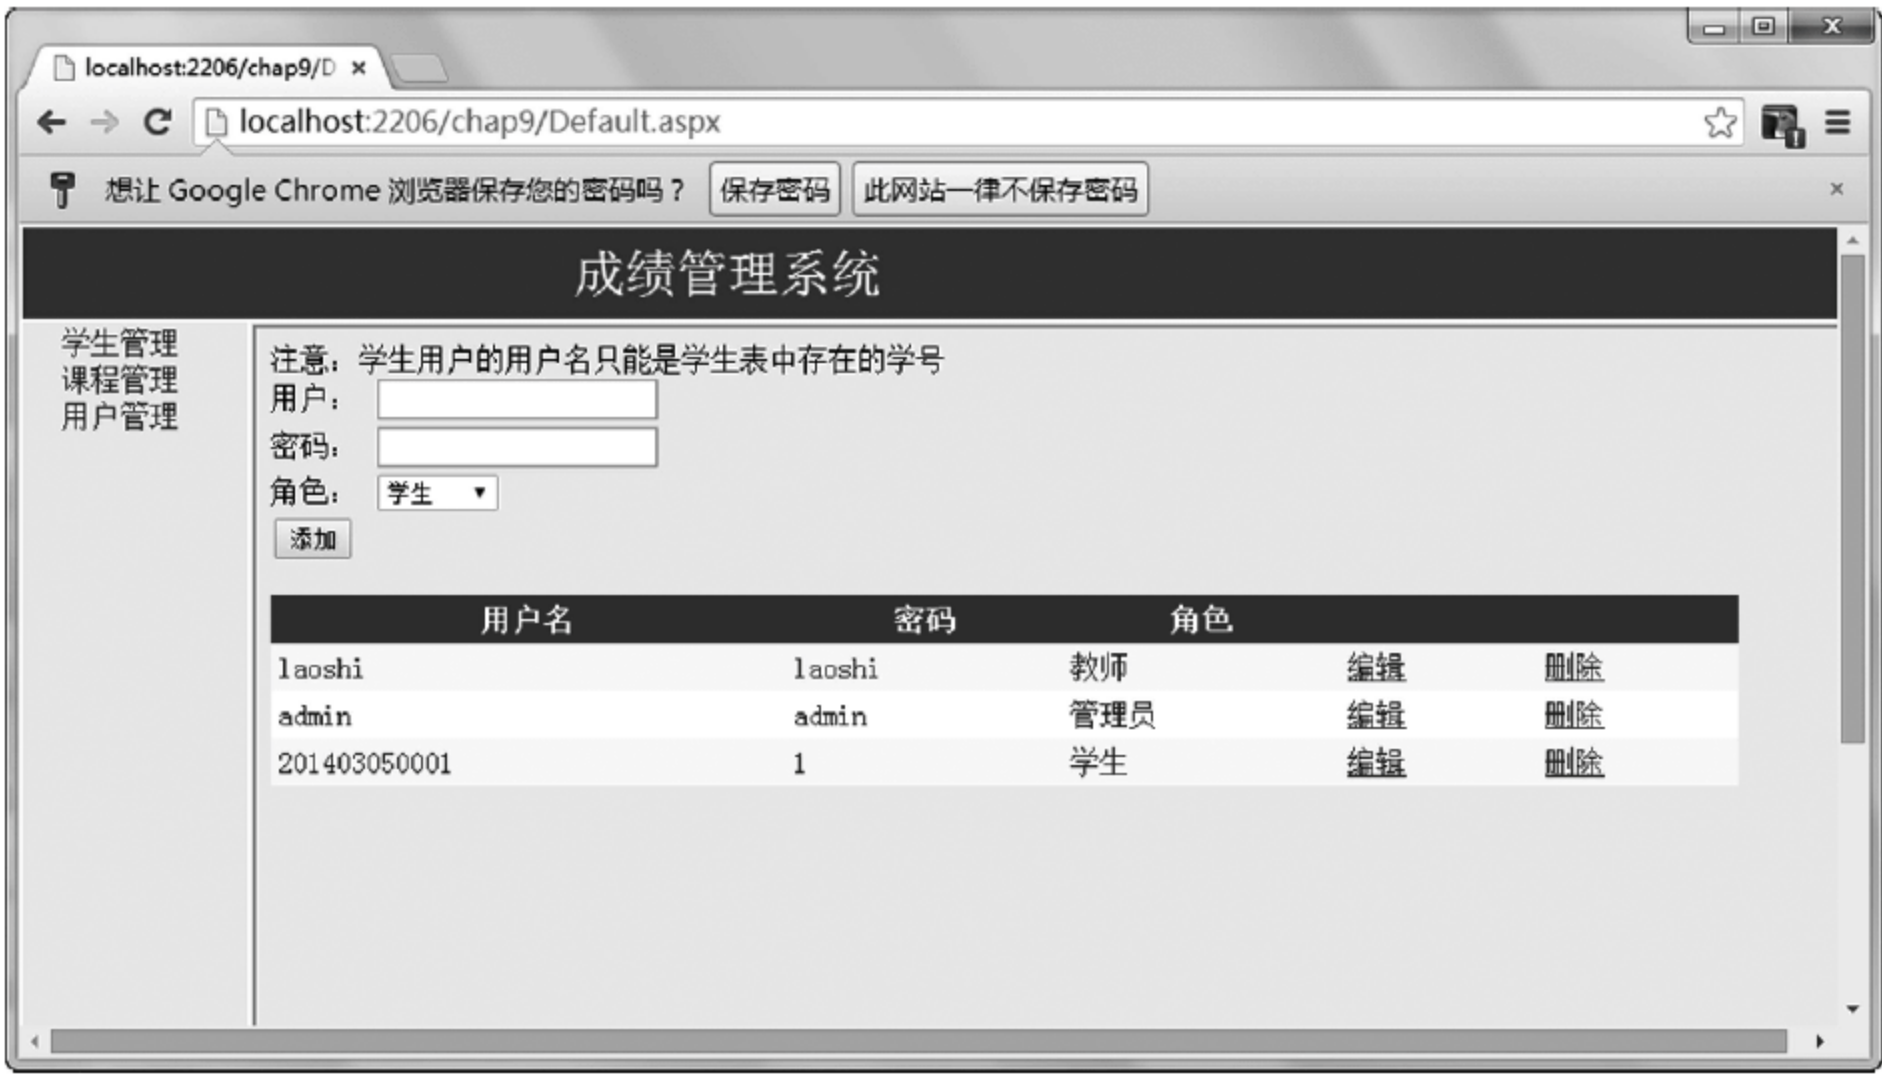 localhost:2206/chap9/D
localhost:2206/chap9/Default.aspx
想让 Google Chrome 浏览器保存您的密码吗？ 保存密码 此网站一律不保存密码
成绩管理系统
学生管理
课程管理
用户管理
注意：学生用户的用户名只能是学生表中存在的学号
用户：
密码：
角色： 学生
添加
用户名 密码 角色
laoshi laoshi 教师 编辑 删除
admin admin 管理员 编辑 删除
201403050001 1 学生 编辑 删除